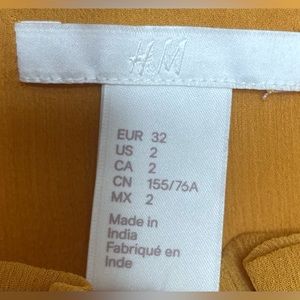 H&M
EUR 32
US 2
CA 2
CN 155/76A
MX 2
Made in
India
Fabriqué en
Inde